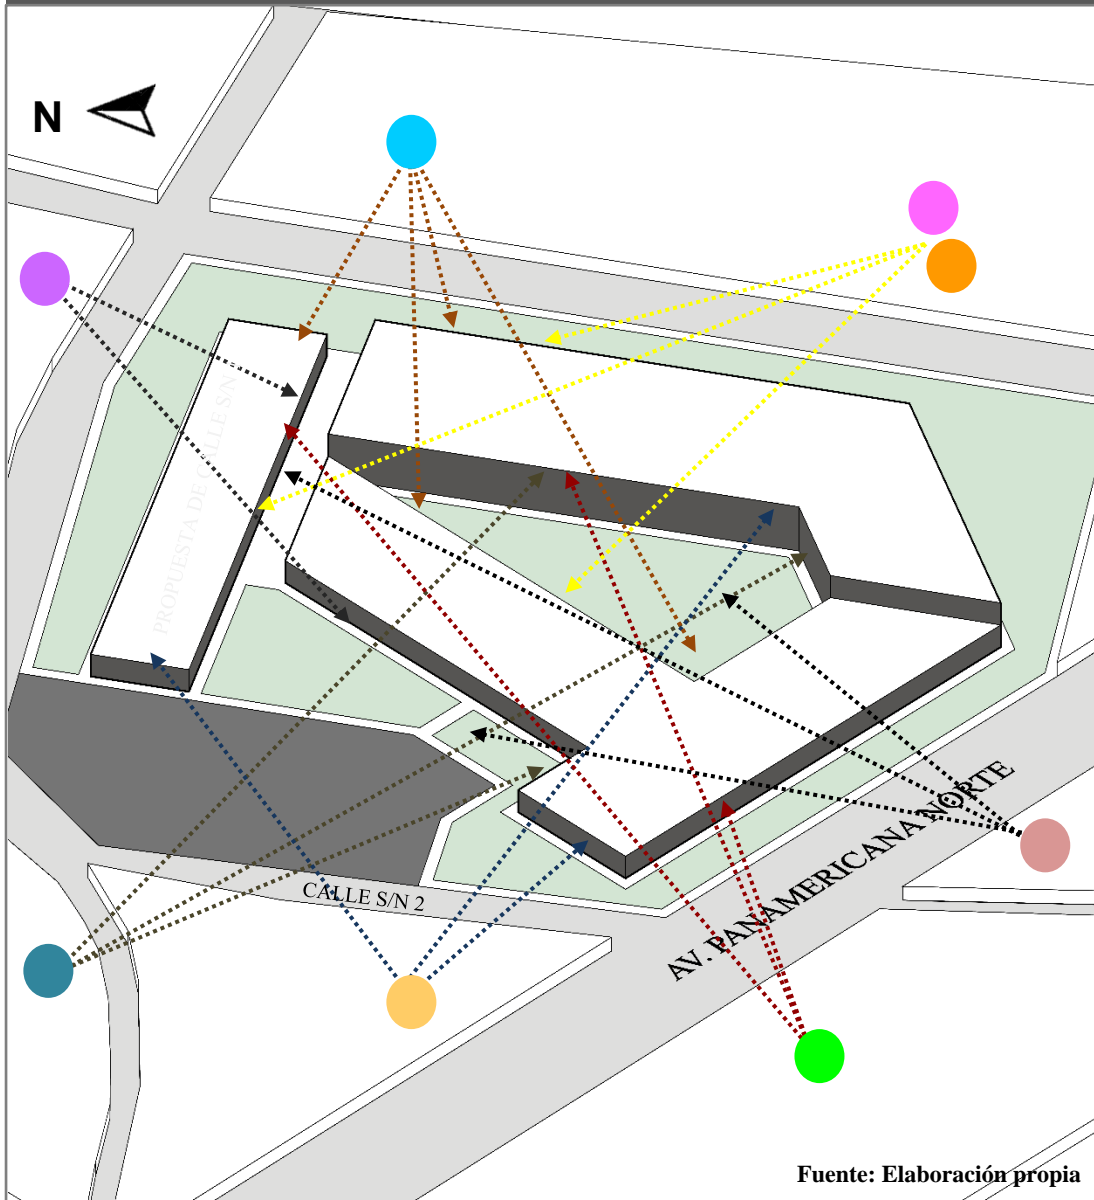 N
PROPUESTA DE CALLE S/N
CALLE S/N 2
AV. PANAMERICANA NORTE
Fuente: Elaboración propia